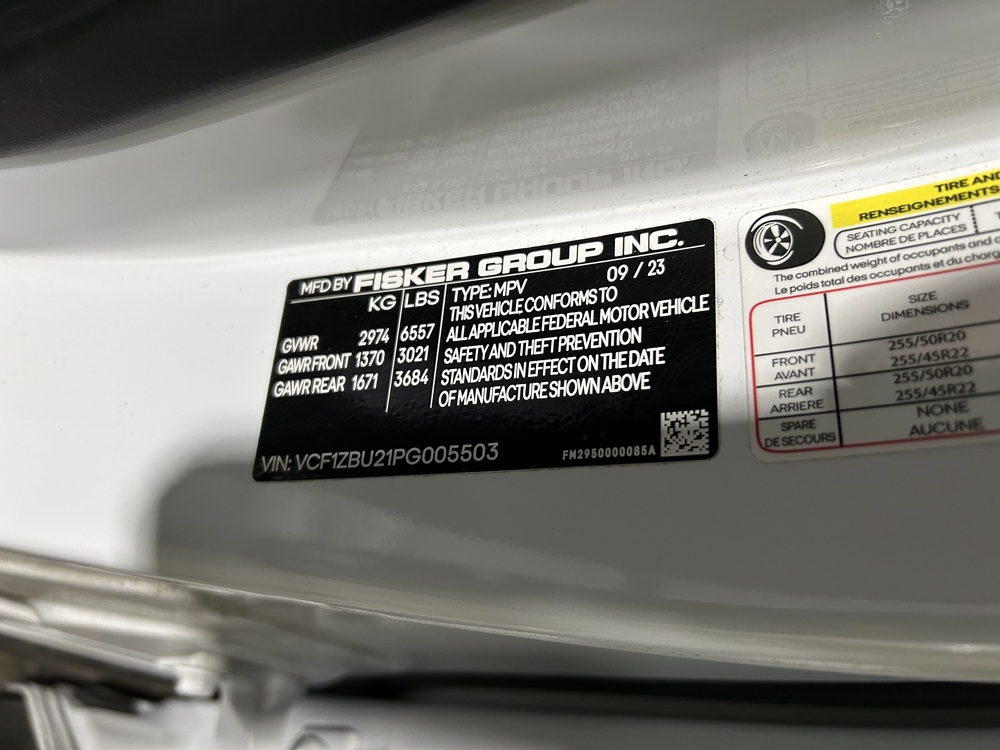 MFD BY FISKER GROUP INC.
KG LBS TYPE: MPV 09 / 23
THIS VEHICLE CONFORMS TO
GVWR 2974 6557 ALL APPLICABLE FEDERAL MOTOR VEHICLE
GAWR FRONT 1370 3021 SAFETY AND THEFT PREVENTION
GAWR REAR 1671 3684 STANDARDS IN EFFECT ON THE DATE
OF MANUFACTURE SHOWN ABOVE
VIN: VCF1ZBU21PG005503 FM2950000085A
TIRE AND
RENSEIGNEMENTS
SEATING CAPACITY
NOMBRE DE PLACES
The combined weight of occupants and
Le poids total des occupants et du
TIRE SIZE
PNEU DIMENSIONS
FRONT 255/50R20
AVANT 255/45R22
REAR 255/50R20
ARRIERE 255/45R22
SPARE NONE
DE SECOURS AUCUNE